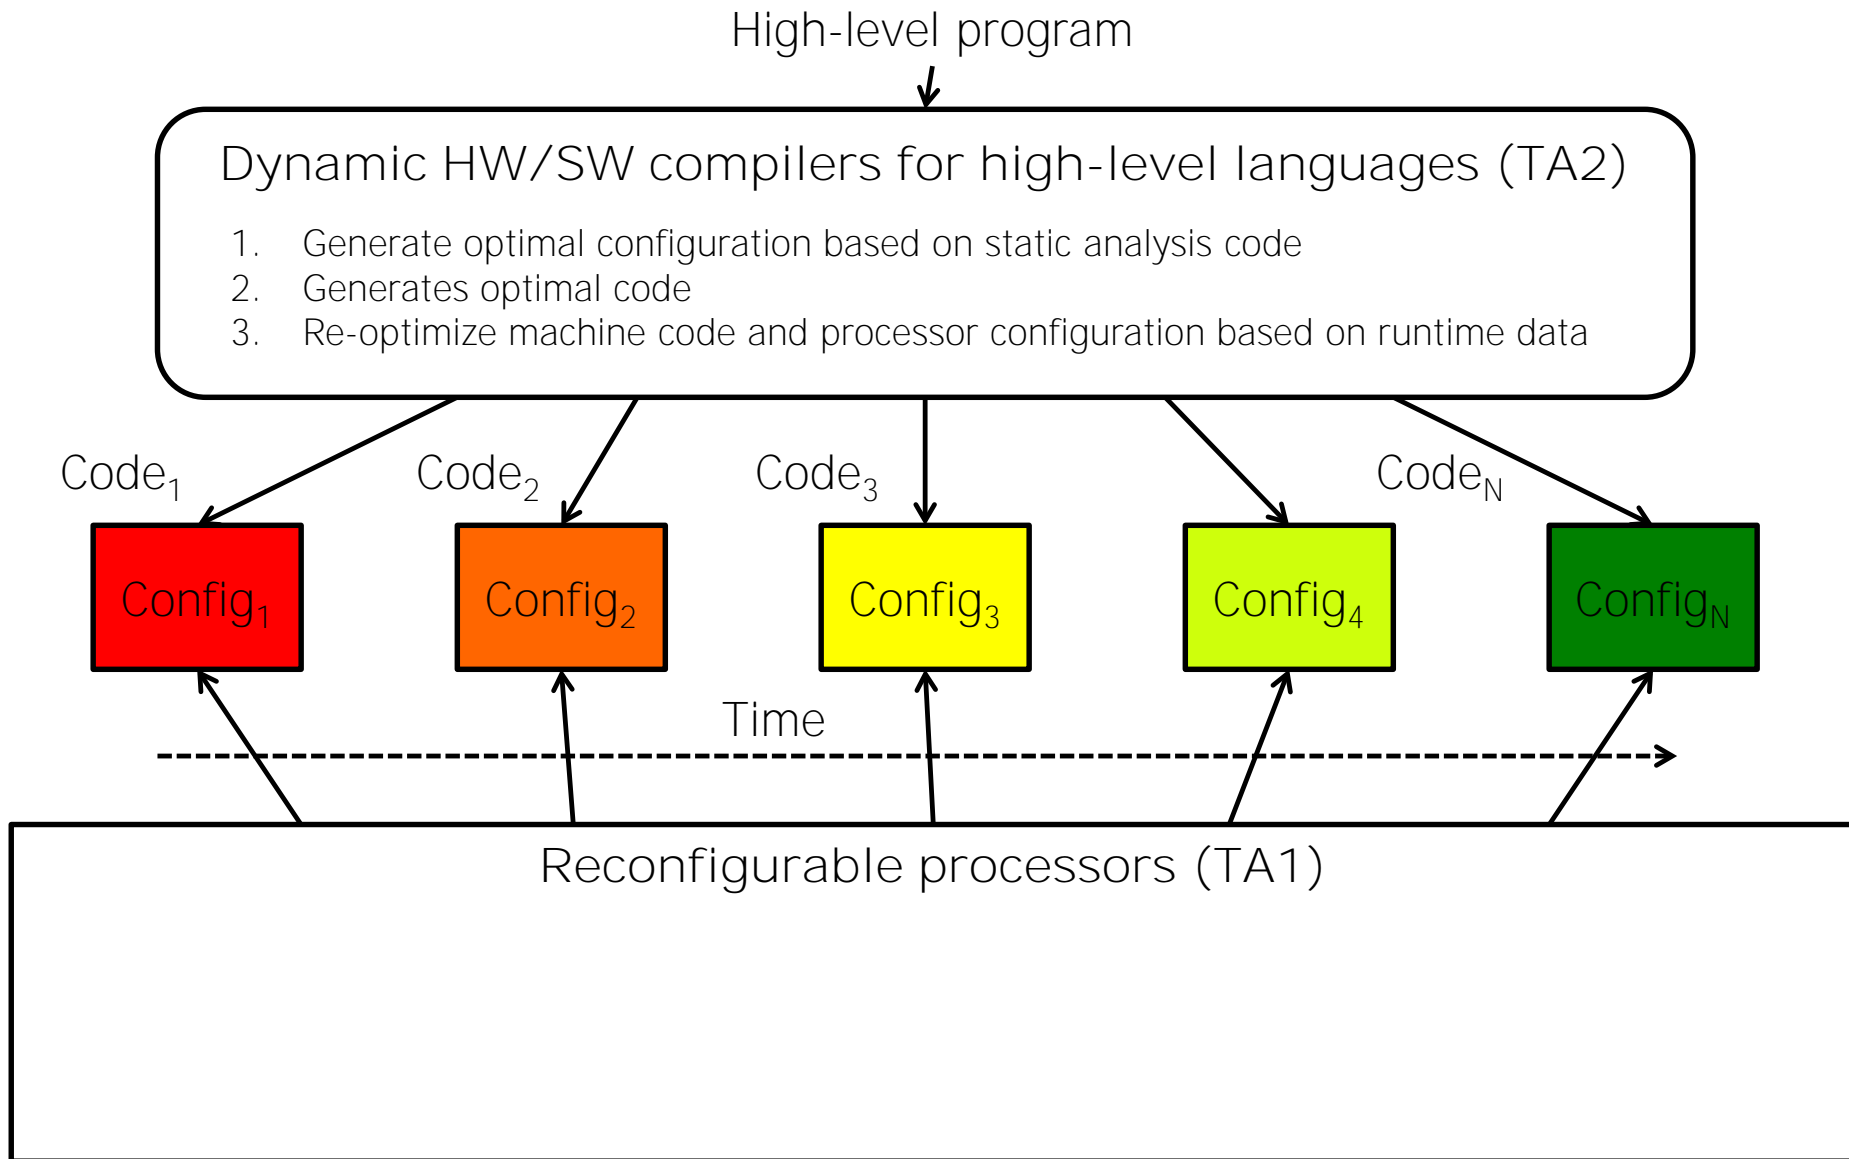 High-level program
Dynamic HW/SW compilers for high-level languages (TA2)
1. Generate optimal configuration based on static analysis code
2. Generates optimal code
3. Re-optimize machine code and processor configuration based on runtime data
Code₁ Code₂ Code₃ Code_N
Config₁ Config₂ Config₃ Config₄ Config_N
Time
Reconfigurable processors (TA1)